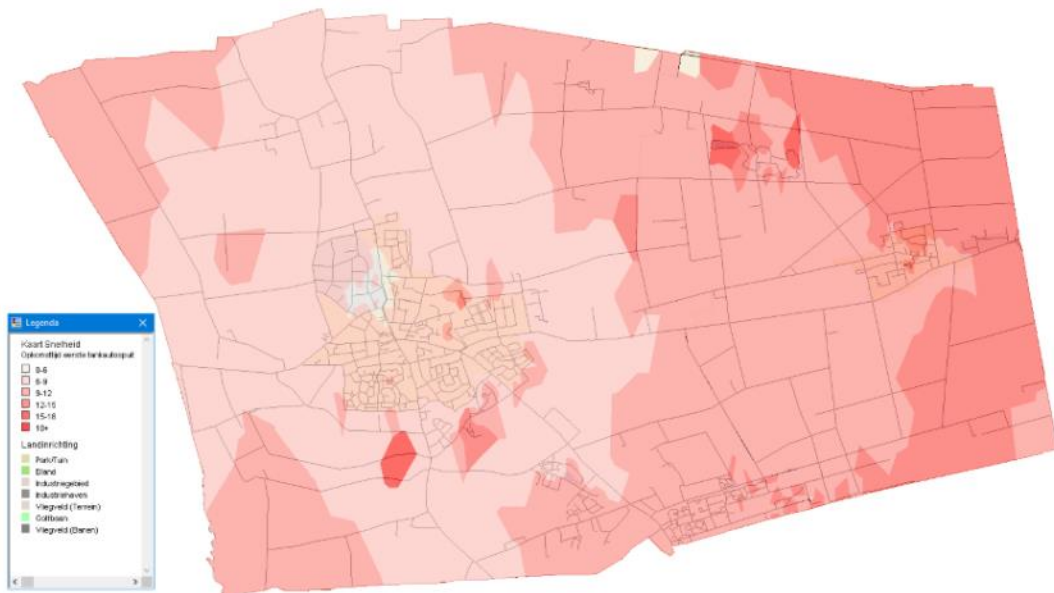 Legenda
Kaart Snelheid
Opkomsttijd eerste tankautospuit
0-6
6-9
9-12
12-15
15-18
18+
Landinrichting
Park/Tuin
Eiland
Industriegebied
Industriehaven
Vliegveld (Terrein)
Golfbaan
Vliegveld (Banen)